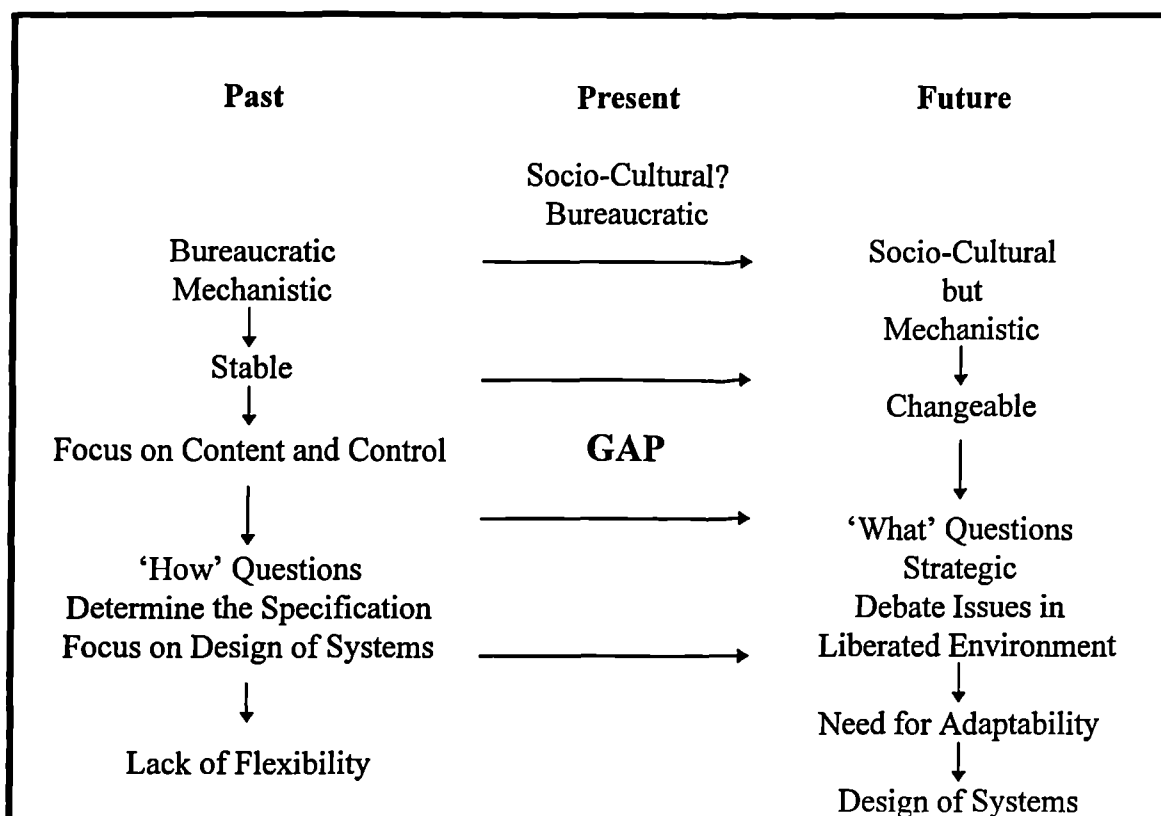 Past
Present
Future
Socio-Cultural?
Bureaucratic
Bureaucratic
Mechanistic
Socio-Cultural
but
Mechanistic
Stable
Changeable
Focus on Content and Control
GAP
‘How’ Questions
Determine the Specification
Focus on Design of Systems
‘What’ Questions
Strategic
Debate Issues in
Liberated Environment
Lack of Flexibility
Need for Adaptability
Design of Systems